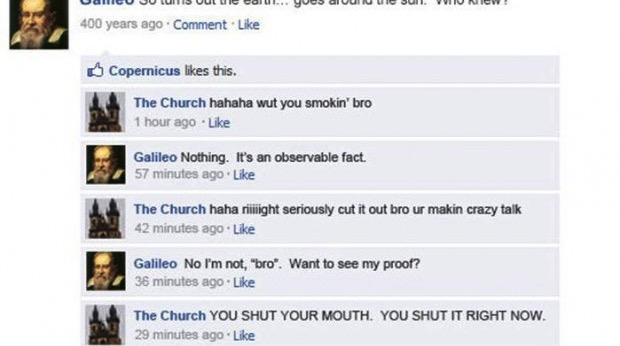 Galileo So turns out the earth... goes around the sun. Who knew?
400 years ago · Comment · Like
Copernicus likes this.
The Church hahaha wut you smokin' bro
1 hour ago · Like
Galileo Nothing. It's an observable fact.
57 minutes ago · Like
The Church haha riiiiight seriously cut it out bro ur makin crazy talk
42 minutes ago · Like
Galileo No I'm not, "bro". Want to see my proof?
36 minutes ago · Like
The Church YOU SHUT YOUR MOUTH. YOU SHUT IT RIGHT NOW.
29 minutes ago · Like